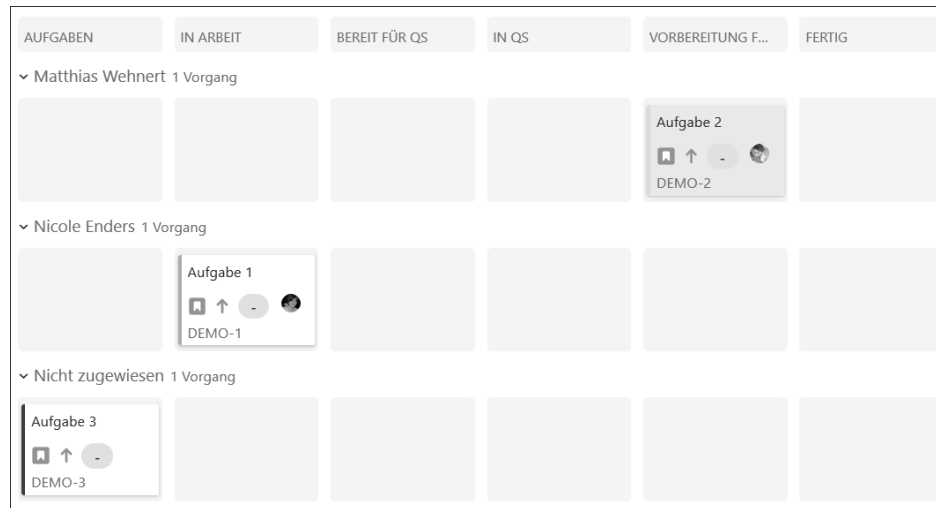 AUFGABEN IN ARBEIT BEREIT FÜR QS IN QS VORBEREITUNG F... FERTIG
Matthias Wehnert 1 Vorgang
Aufgabe 2
-
DEMO-2
Nicole Enders 1 Vorgang
Aufgabe 1
-
DEMO-1
Nicht zugewiesen 1 Vorgang
Aufgabe 3
-
DEMO-3